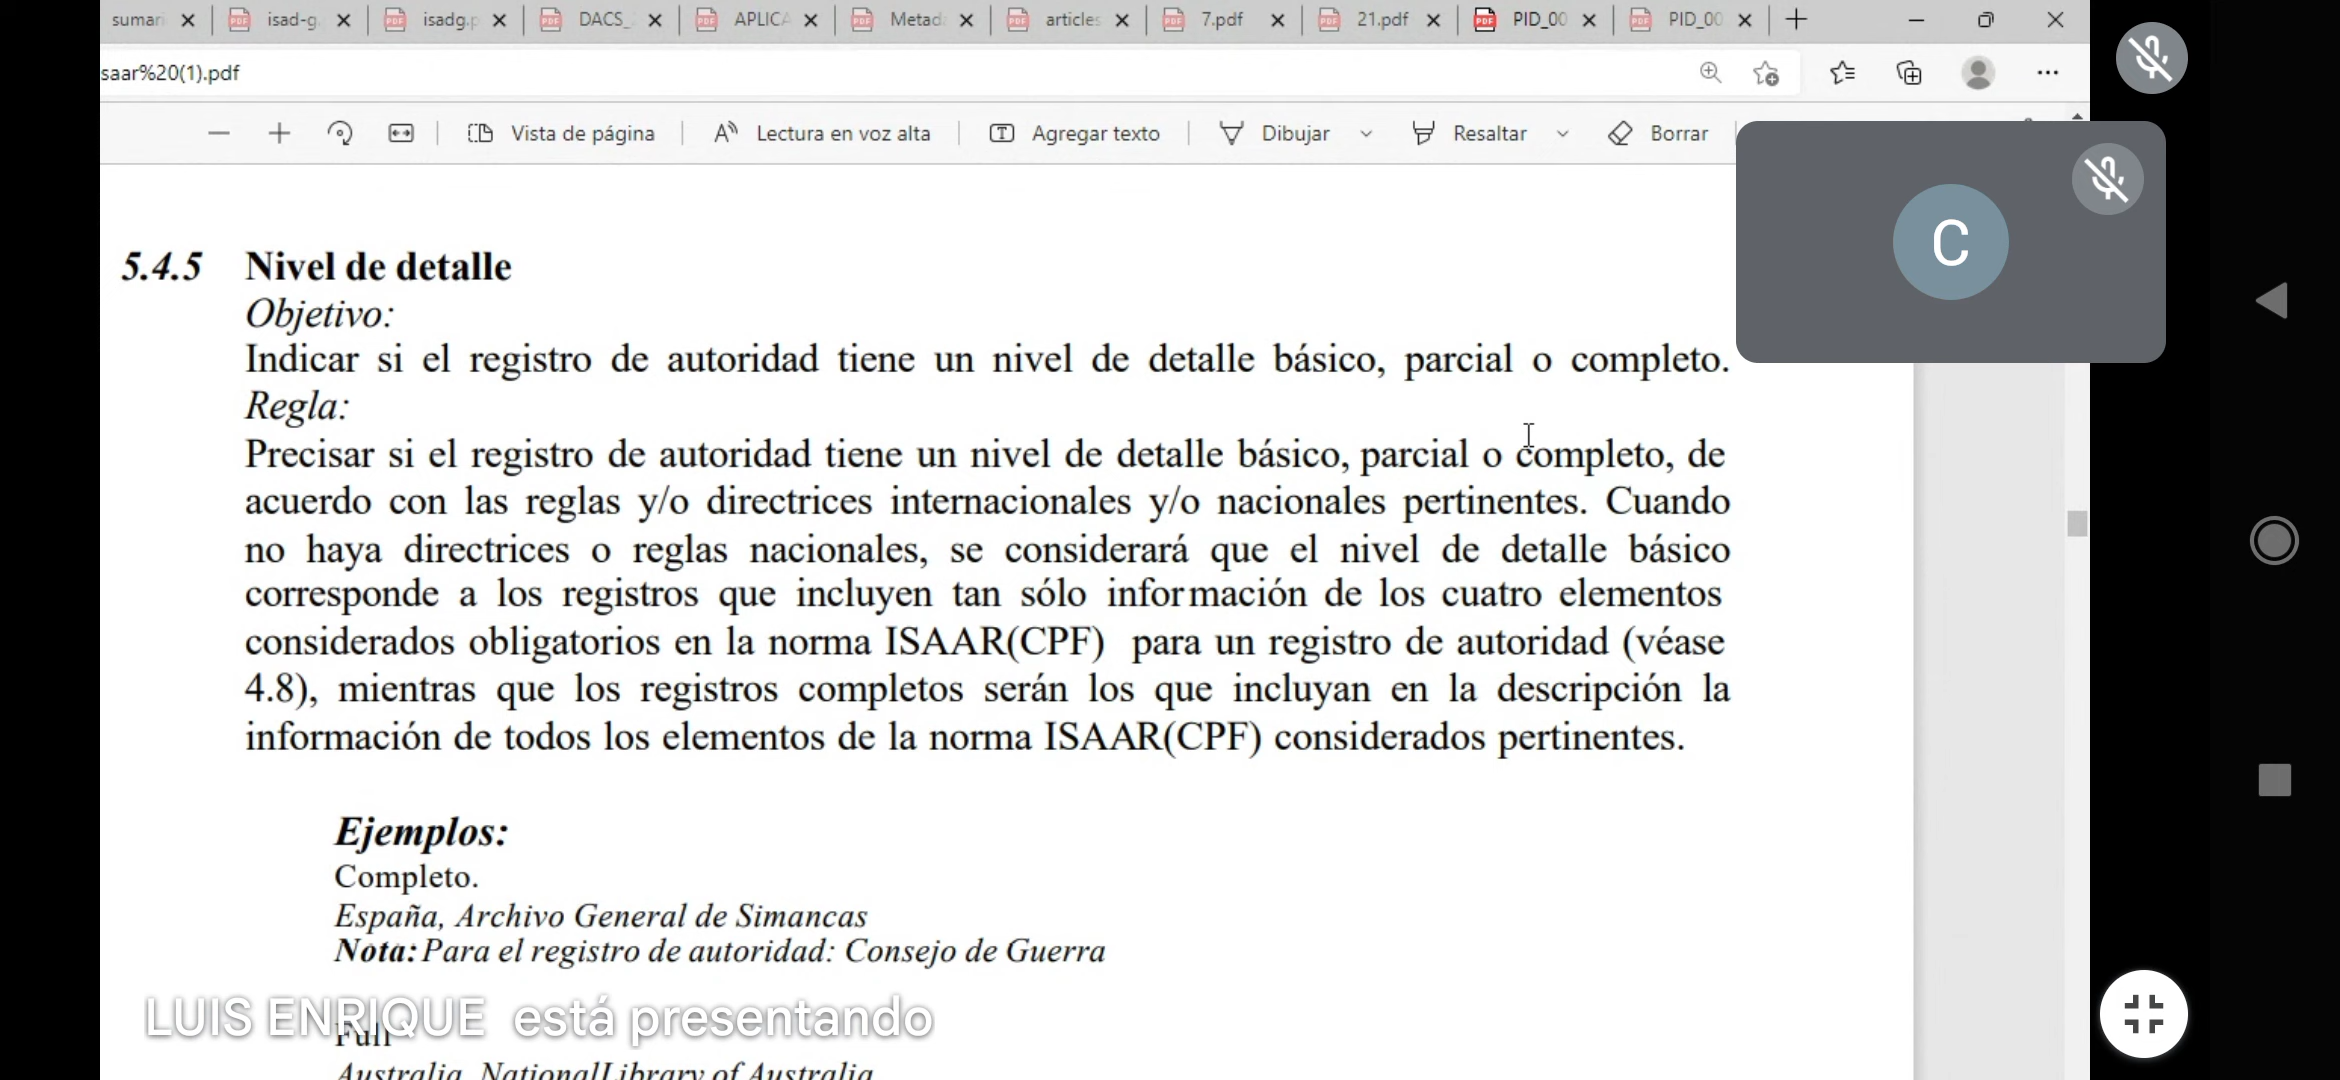 sumari
isad-g.
isadg.p
DACS_
APLICA
Metad
articles
7.pdf
21.pdf
PID_00
PID_00
saar%20(1).pdf
Vista de página
Lectura en voz alta
Agregar texto
Dibujar
Resaltar
Borrar
C
5.4.5 Nivel de detalle
Objetivo:
Indicar si el registro de autoridad tiene un nivel de detalle básico, parcial o completo.
Regla:
Precisar si el registro de autoridad tiene un nivel de detalle básico, parcial o completo, de
acuerdo con las reglas y/o directrices internacionales y/o nacionales pertinentes. Cuando
no haya directrices o reglas nacionales, se considerará que el nivel de detalle básico
corresponde a los registros que incluyen tan sólo información de los cuatro elementos
considerados obligatorios en la norma ISAAR(CPF) para un registro de autoridad (véase
4.8), mientras que los registros completos serán los que incluyan en la descripción la
información de todos los elementos de la norma ISAAR(CPF) considerados pertinentes.
Ejemplos:
Completo.
España, Archivo General de Simancas
Nota: Para el registro de autoridad: Consejo de Guerra
LUIS ENRIQUE está presentando
Full
Australia, National Library of Australia